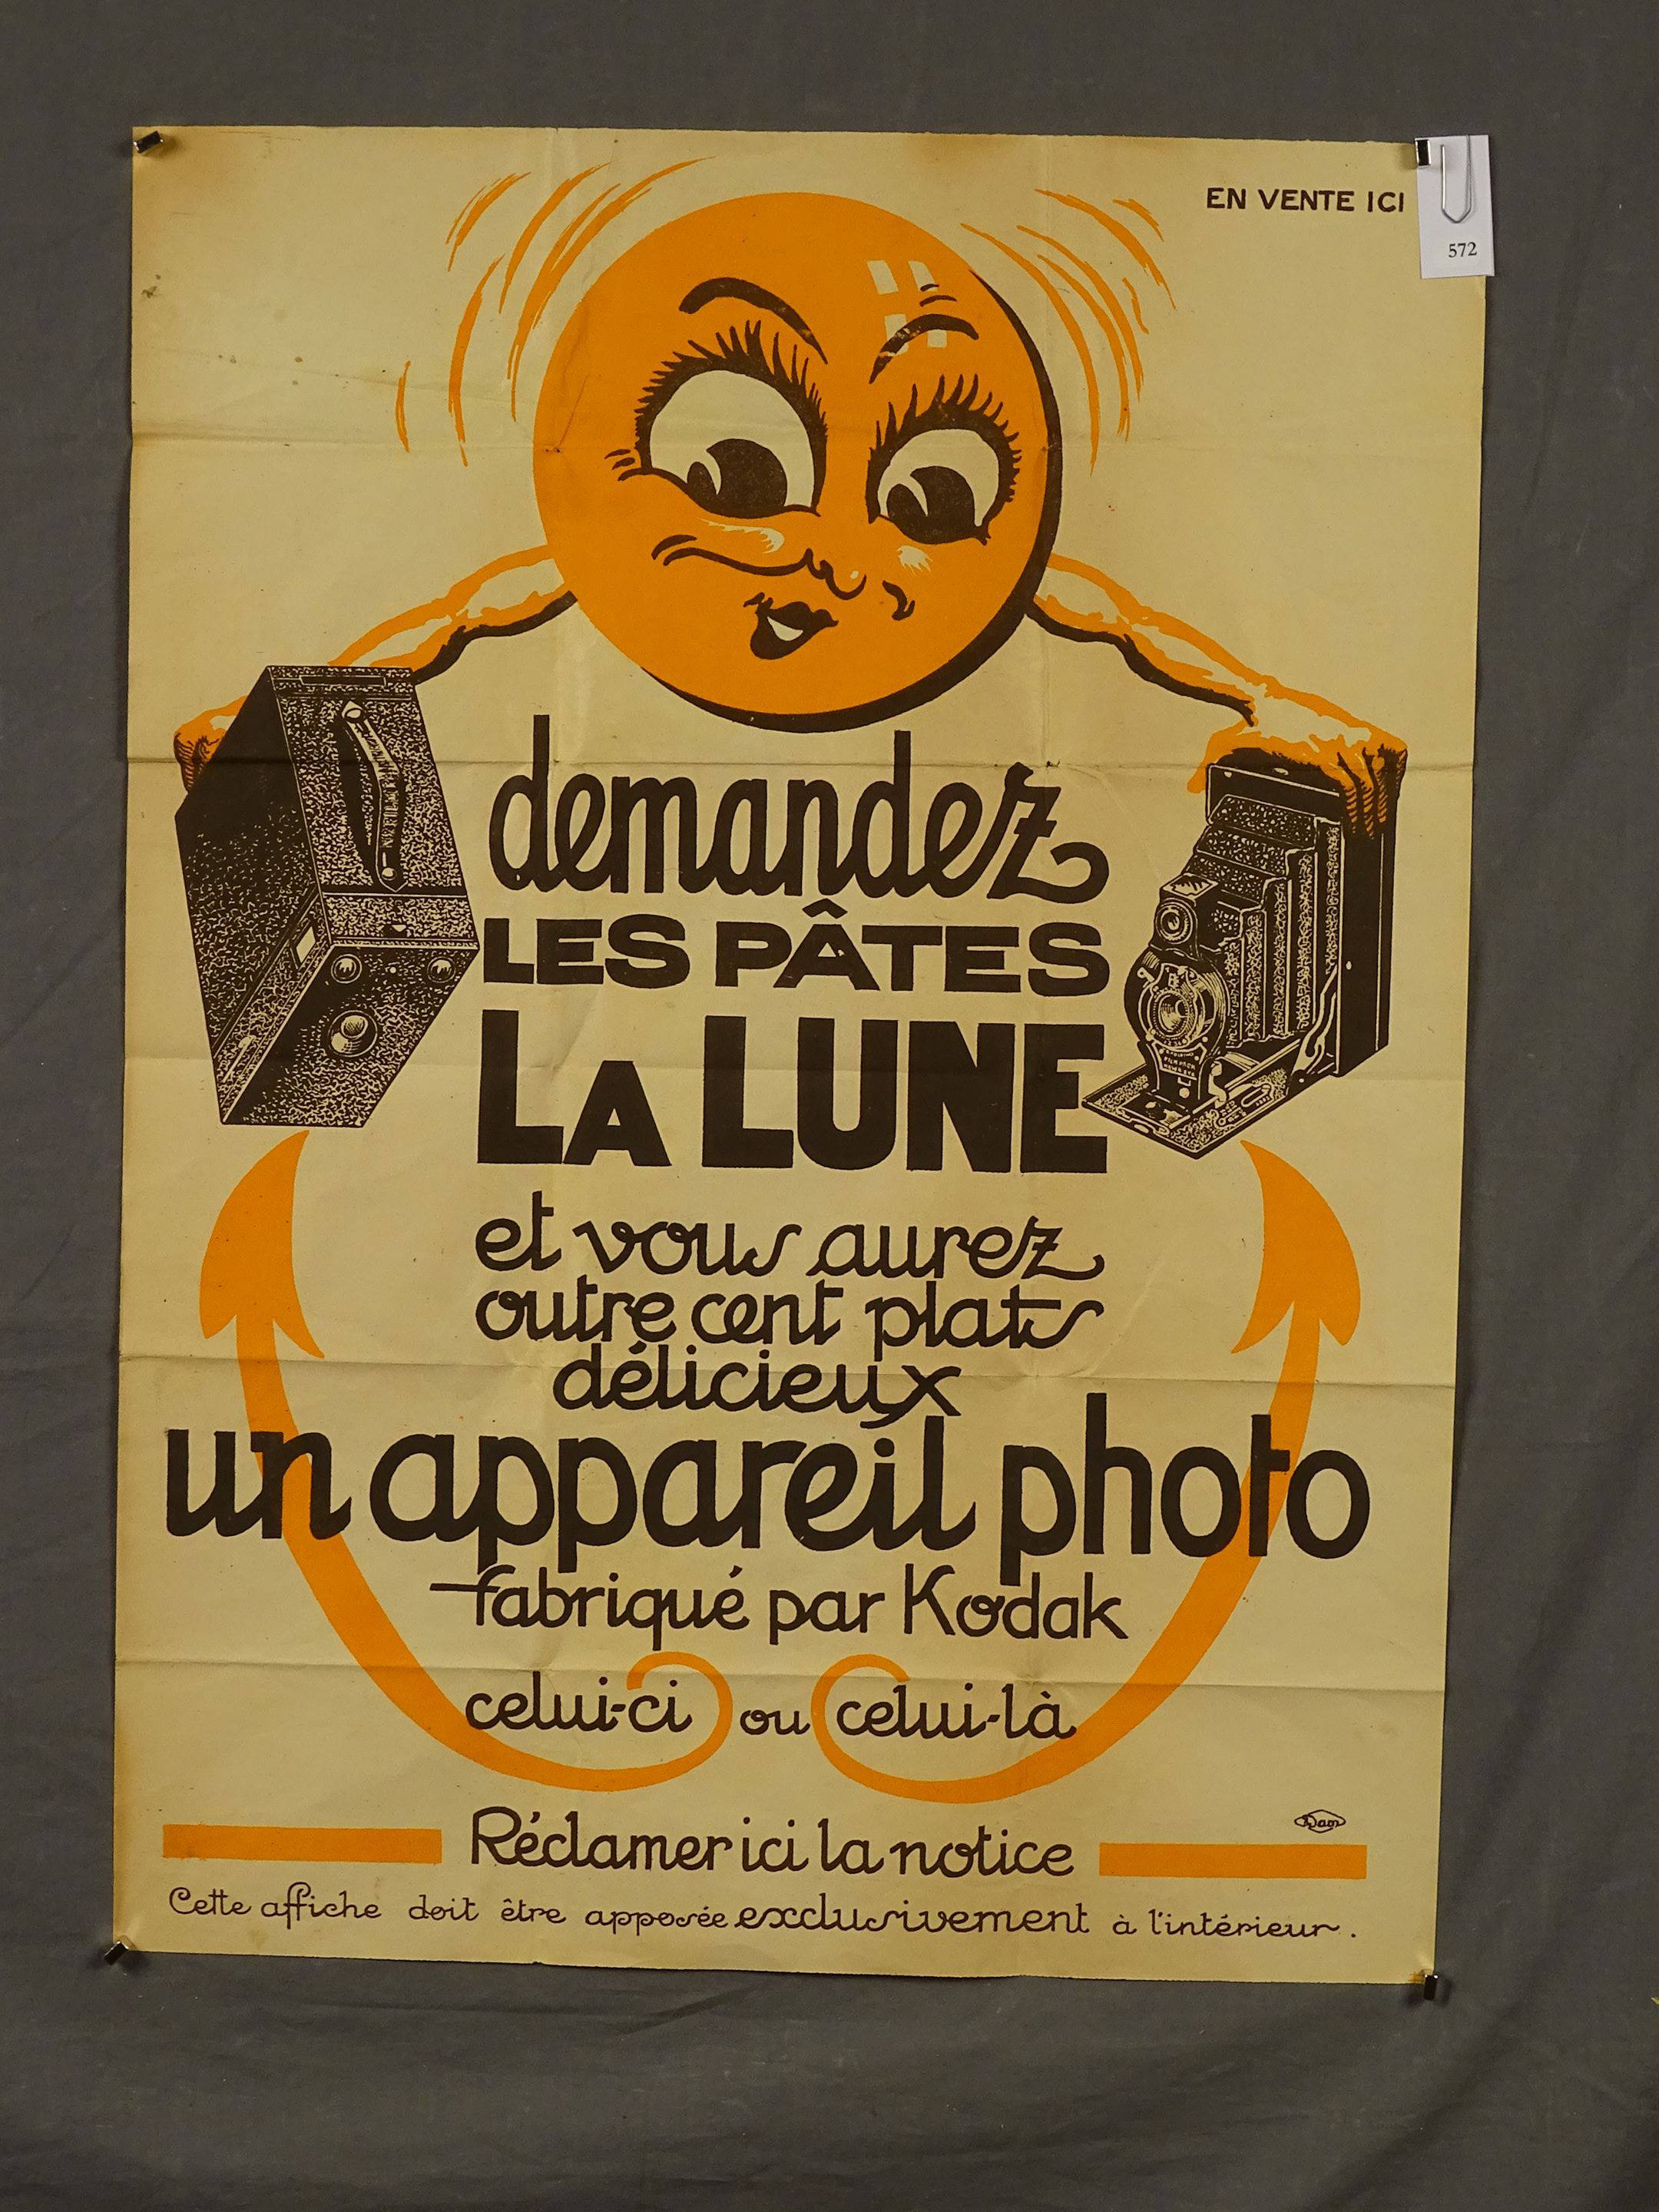 EN VENTE ICI
572
demandez
LES PÂTES
LA LUNE
et vous aurez
outre cent plats
délicieux
un appareil photo
fabriqué par Kodak
celui-ci ou celui-là
Dam
Réclamer ici la notice
Cette affiche doit être apposée exclusivement à l'intérieur.